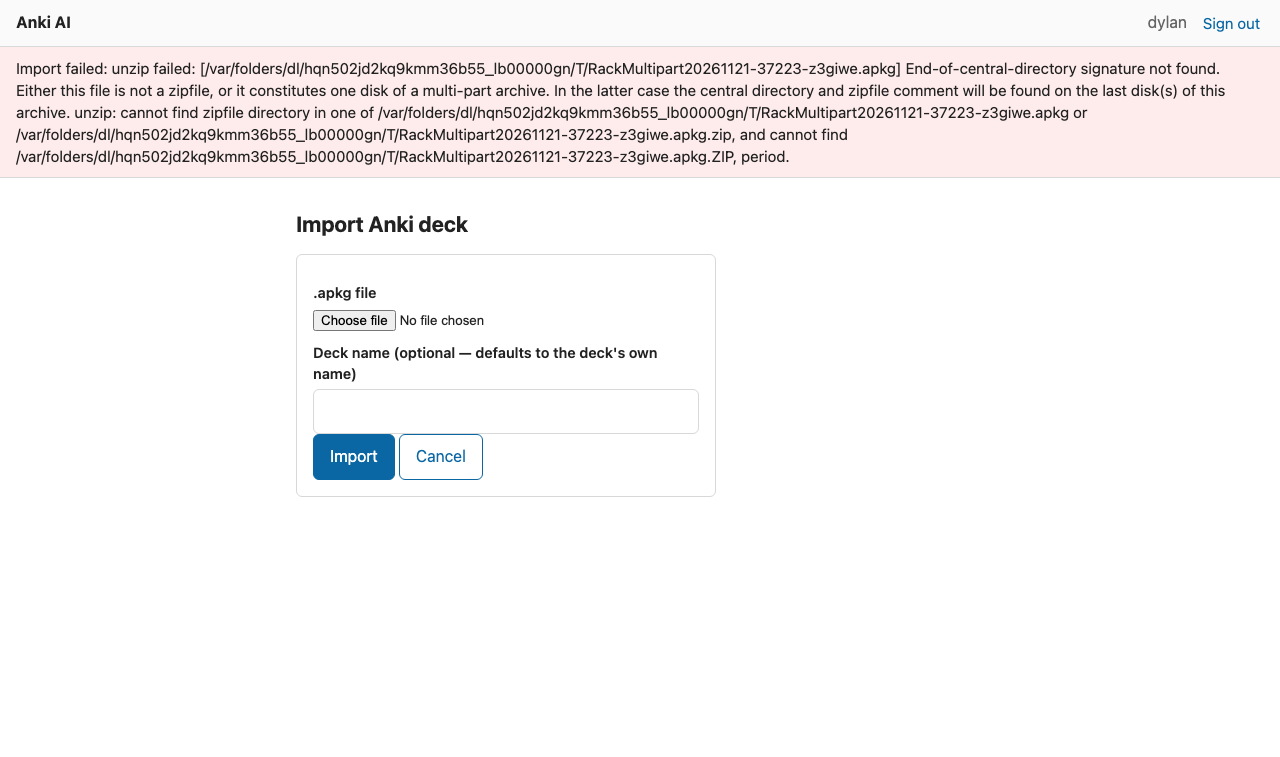 Anki AI
dylan
Sign out
Import failed: unzip failed: [/var/folders/dl/hqn502jd2kq9kmm36b55_lb00000gn/T/RackMultipart20261121-37223-z3giwe.apkg] End-of-central-directory signature not found.
Either this file is not a zipfile, or it constitutes one disk of a multi-part archive. In the latter case the central directory and zipfile comment will be found on the last disk(s) of this
archive. unzip: cannot find zipfile directory in one of /var/folders/dl/hqn502jd2kq9kmm36b55_lb00000gn/T/RackMultipart20261121-37223-z3giwe.apkg or
/var/folders/dl/hqn502jd2kq9kmm36b55_lb00000gn/T/RackMultipart20261121-37223-z3giwe.apkg.zip, and cannot find
/var/folders/dl/hqn502jd2kq9kmm36b55_lb00000gn/T/RackMultipart20261121-37223-z3giwe.apkg.ZIP, period.
Import Anki deck
.apkg file
Choose file No file chosen
Deck name (optional — defaults to the deck's own
name)
Import
Cancel